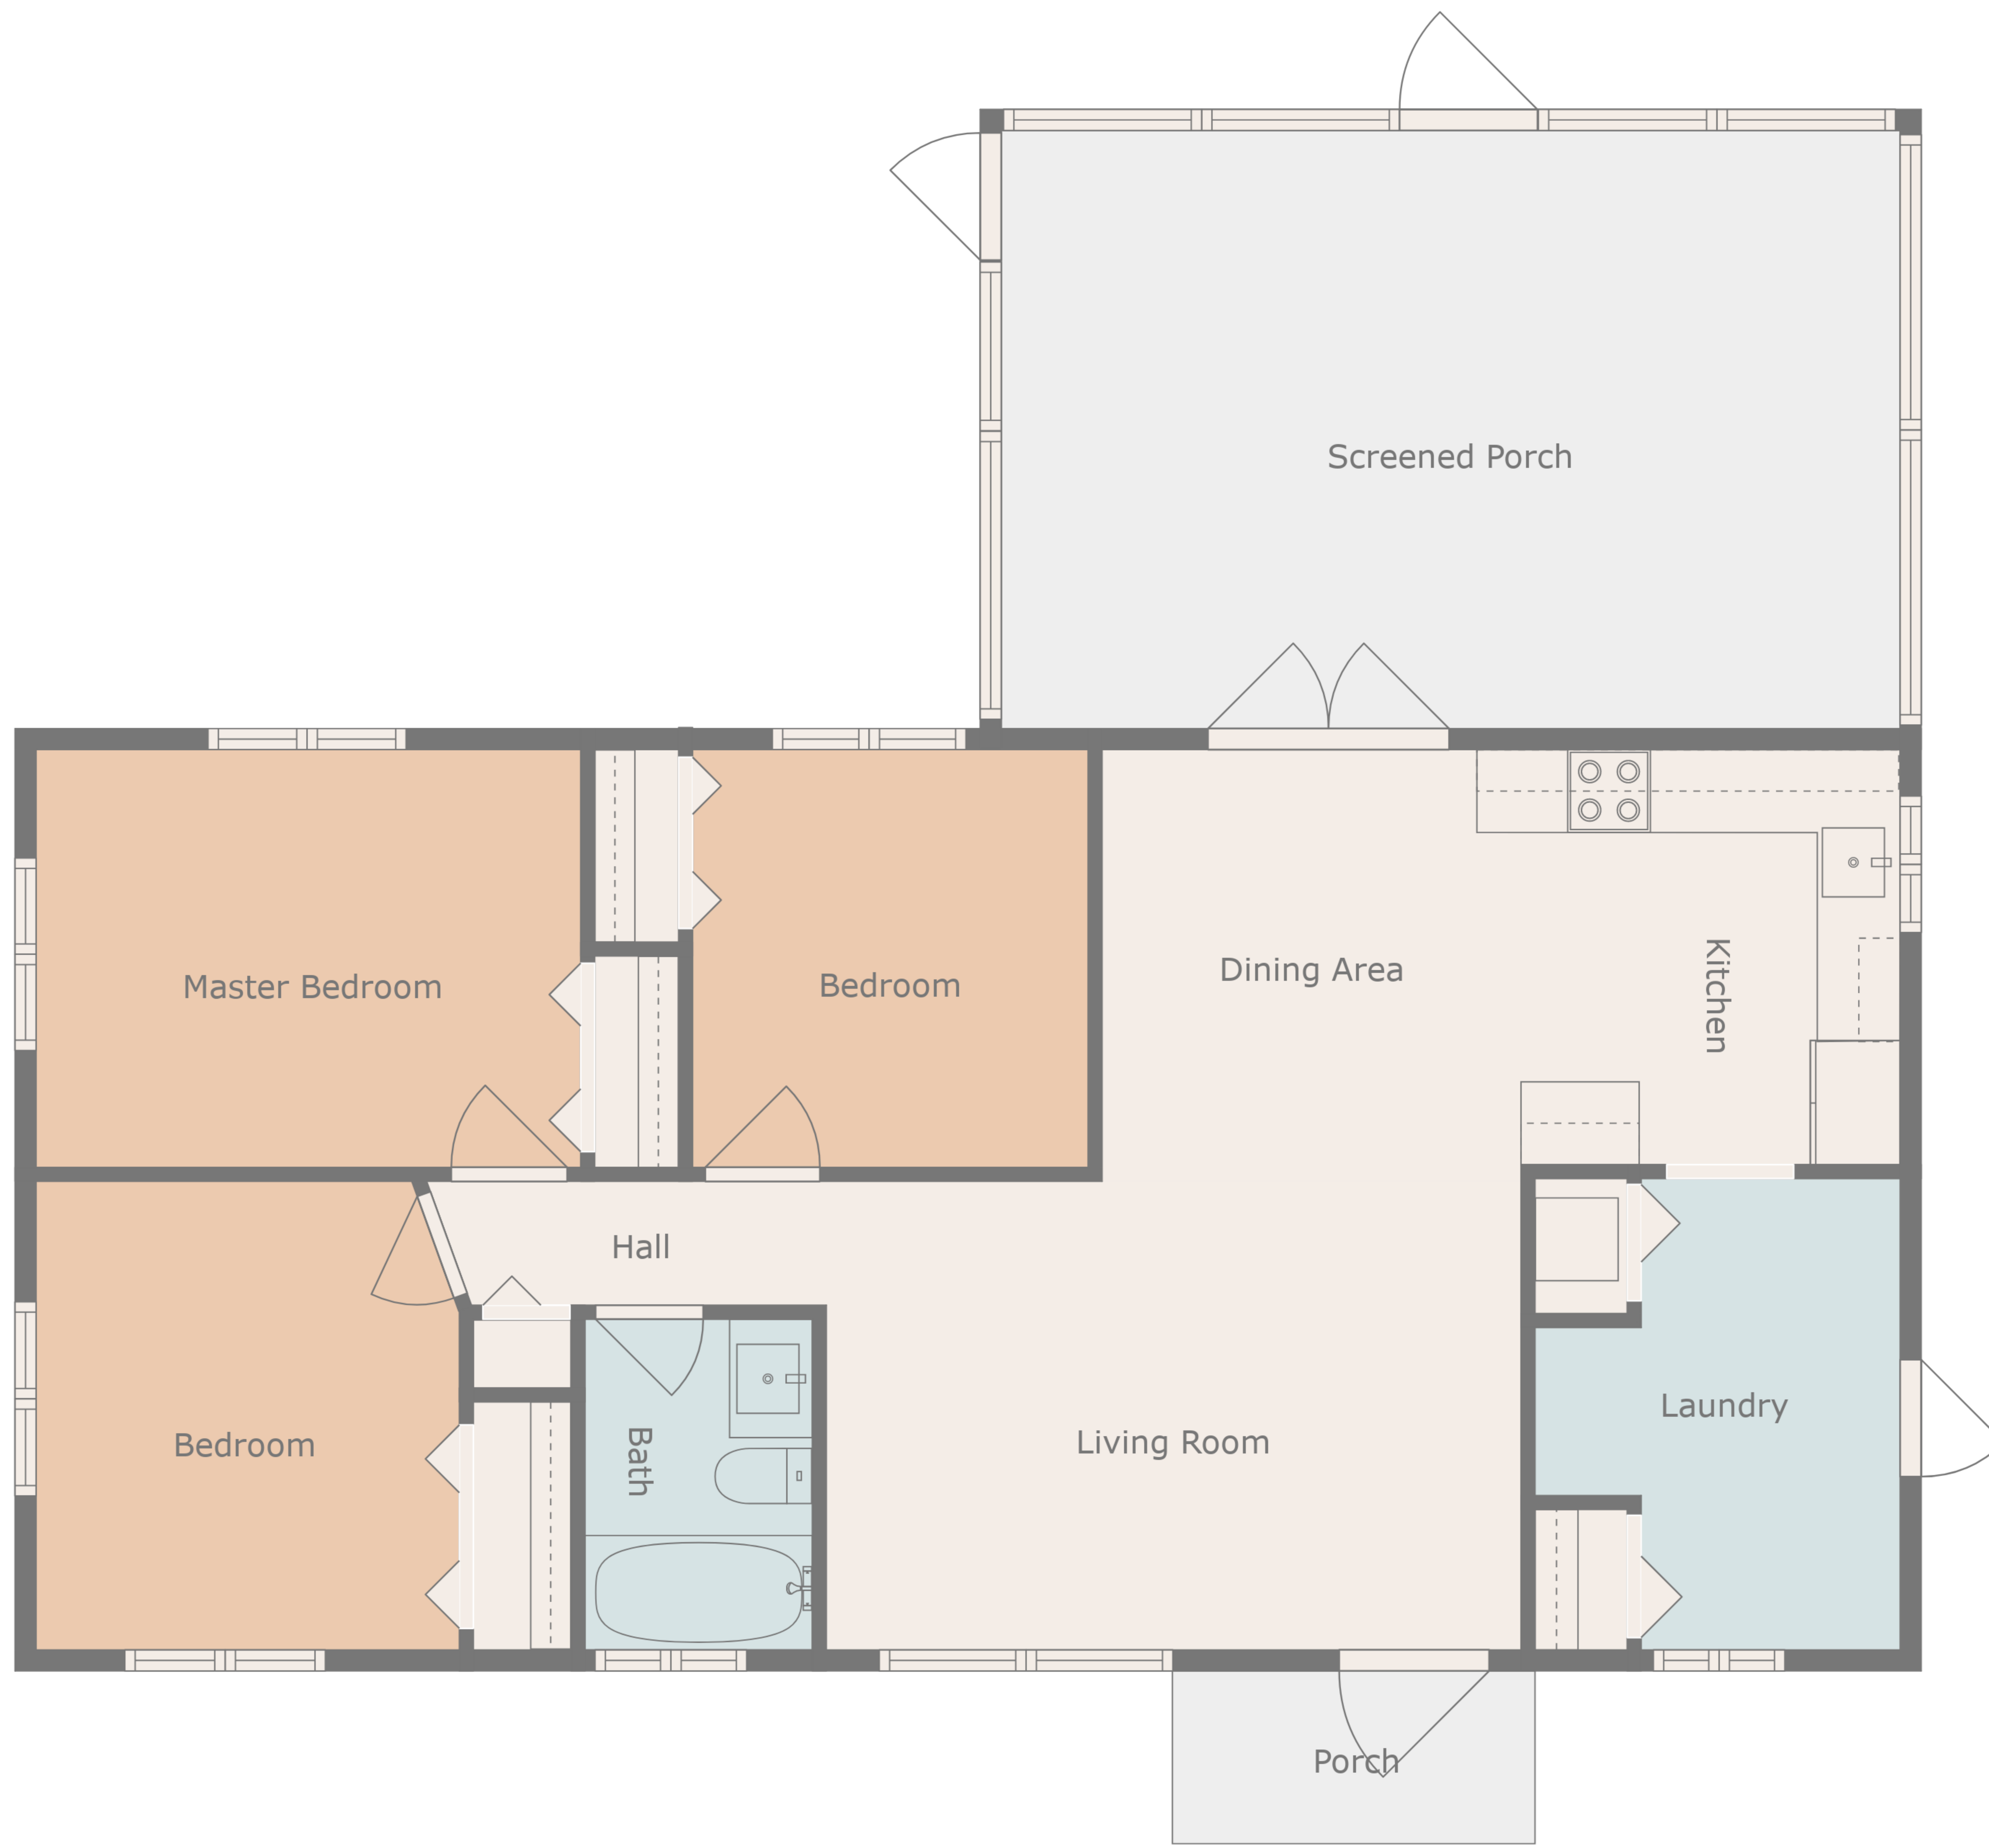 Screened Porch
Master Bedroom
Bedroom
Dining Area
Kitchen
Hall
Bedroom
Bath
Living Room
Laundry
Porch